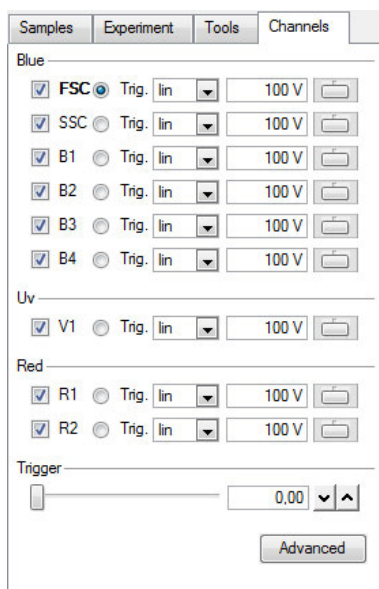 Samples Experiment Tools Channels
Blue
FSC Trig. lin 100 V
SSC Trig. lin 100 V
B1 Trig. lin 100 V
B2 Trig. lin 100 V
B3 Trig. lin 100 V
B4 Trig. lin 100 V
Uv
V1 Trig. lin 100 V
Red
R1 Trig. lin 100 V
R2 Trig. lin 100 V
Trigger
0,00
Advanced